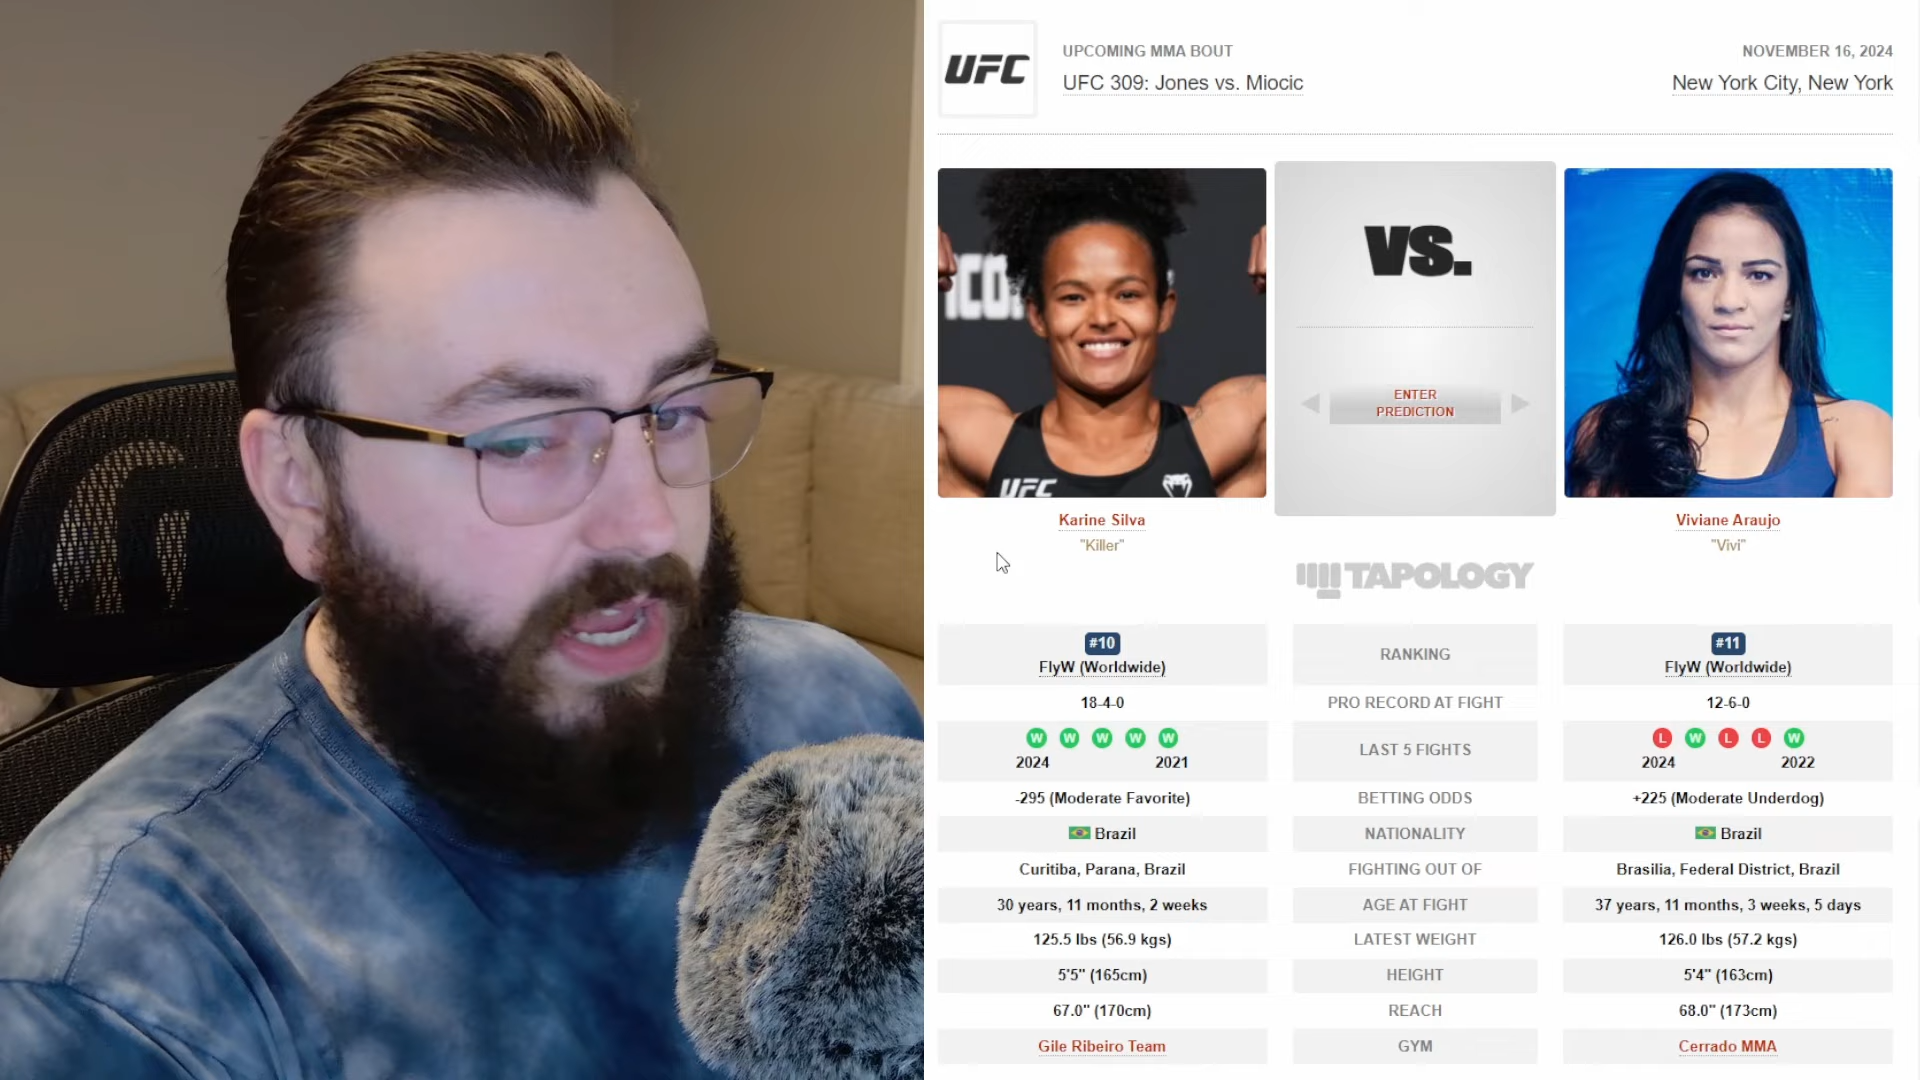 UFC
UPCOMING MMA BOUT
UFC 309: Jones vs. Miocic
NOVEMBER 16, 2024
New York City, New York
ICO
UFC
VS.
ENTER
PREDICTION
Karine Silva
"Killer"
Viviane Araujo
"Vivi"
TAPOLOGY
#10
FlyW (Worldwide)
RANKING
#11
FlyW (Worldwide)
18-4-0
PRO RECORD AT FIGHT
12-6-0
W W W W W
2024 2021
LAST 5 FIGHTS
L W L L W
2024 2022
-295 (Moderate Favorite)
BETTING ODDS
+225 (Moderate Underdog)
Brazil
NATIONALITY
Brazil
Curitiba, Parana, Brazil
FIGHTING OUT OF
Brasilia, Federal District, Brazil
30 years, 11 months, 2 weeks
AGE AT FIGHT
37 years, 11 months, 3 weeks, 5 days
125.5 lbs (56.9 kgs)
LATEST WEIGHT
126.0 lbs (57.2 kgs)
5'5" (165cm)
HEIGHT
5'4" (163cm)
67.0" (170cm)
REACH
68.0" (173cm)
Gile Ribeiro Team
GYM
Cerrado MMA